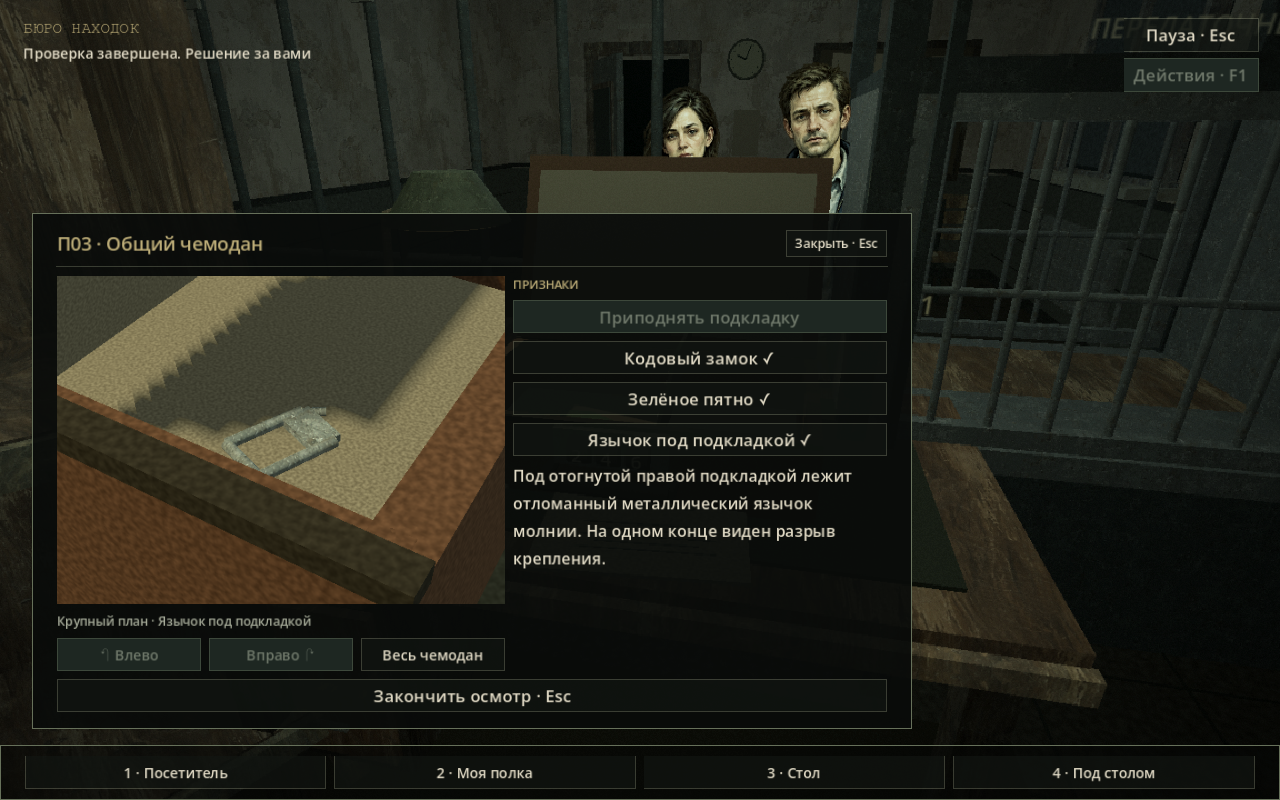 БЮРО НАХОДОК
Проверка завершена. Решение за вами
Пауза · Esc
Действия · F1
П03 · Общий чемодан
Закрыть · Esc
ПРИЗНАКИ
Приподнять подкладку
Кодовый замок ✓
Зелёное пятно ✓
Язычок под подкладкой ✓
Под отогнутой правой подкладкой лежит
отломанный металлический язычок
молнии. На одном конце виден разрыв
крепления.
Крупный план · Язычок под подкладкой
Влево
Вправо
Весь чемодан
Закончить осмотр · Esc
1 · Посетитель
2 · Моя полка
3 · Стол
4 · Под столом